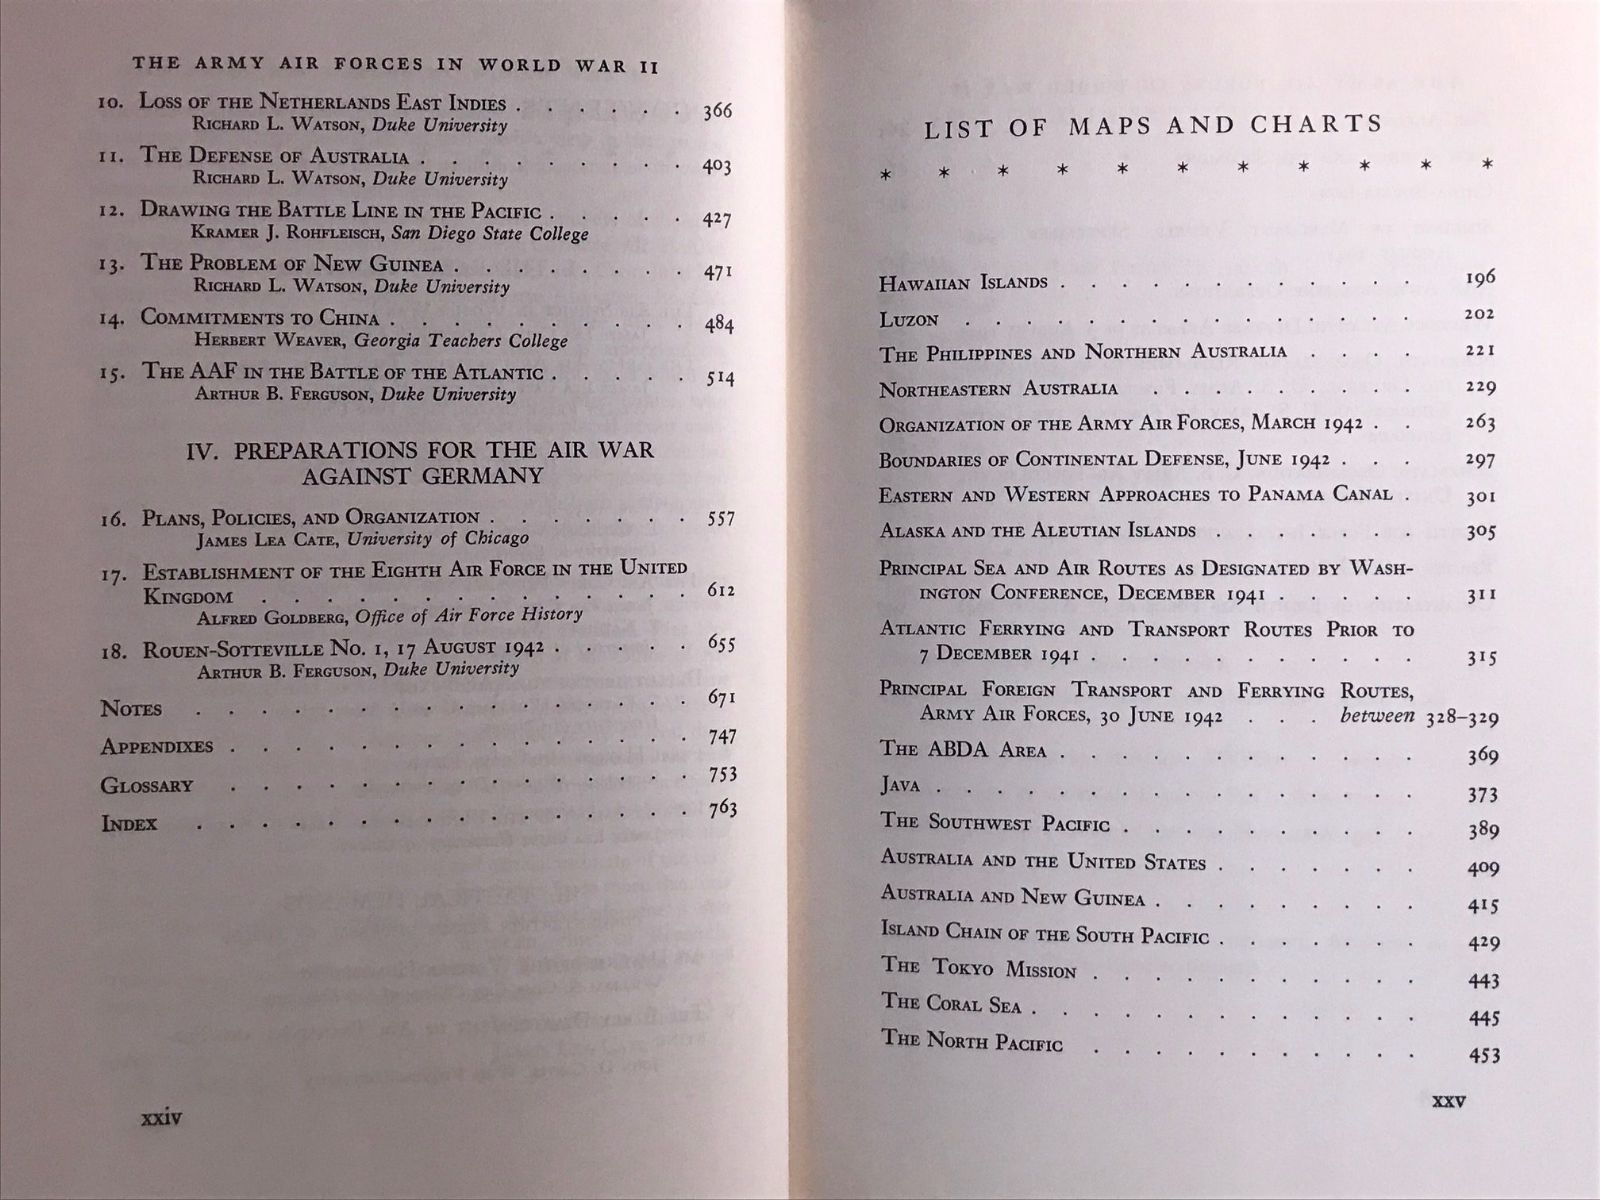 THE ARMY AIR FORCES IN WORLD WAR II
10. Loss of the Netherlands East Indies . . . . . . 366
Richard L. Watson, Duke University
11. The Defense of Australia . . . . . . . . . 403
Richard L. Watson, Duke University
12. Drawing the Battle Line in the Pacific . . . . . 427
Kramer J. Rohfleisch, San Diego State College
13. The Problem of New Guinea . . . . . . . . 471
Richard L. Watson, Duke University
14. Commitments to China . . . . . . . . . . 484
Herbert Weaver, Georgia Teachers College
15. The AAF in the Battle of the Atlantic . . . . . 514
Arthur B. Ferguson, Duke University
IV. PREPARATIONS FOR THE AIR WAR
AGAINST GERMANY
16. Plans, Policies, and Organization . . . . . . . 557
James Lea Cate, University of Chicago
17. Establishment of the Eighth Air Force in the United
Kingdom . . . . . . . . . . . . . . 612
Alfred Goldberg, Office of Air Force History
18. Rouen-Sotteville No. 1, 17 August 1942 . . . . . 655
Arthur B. Ferguson, Duke University
Notes . . . . . . . . . . . . . . . 671
Appendixes . . . . . . . . . . . . . . 747
Glossary . . . . . . . . . . . . . . 753
Index . . . . . . . . . . . . . . . 763
xxiv
LIST OF MAPS AND CHARTS
* * * * * * * * * * *
Hawaiian Islands . . . . . . . . . . . . 196
Luzon . . . . . . . . . . . . . . . 202
The Philippines and Northern Australia . . . . 221
Northeastern Australia . . . . . . . . . 229
Organization of the Army Air Forces, March 1942 . . 263
Boundaries of Continental Defense, June 1942 . . . 297
Eastern and Western Approaches to Panama Canal . 301
Alaska and the Aleutian Islands . . . . . . . 305
Principal Sea and Air Routes as Designated by Wash-
ington Conference, December 1941 . . . . . 311
Atlantic Ferrying and Transport Routes Prior to
7 December 1941 . . . . . . . . . . . 315
Principal Foreign Transport and Ferrying Routes,
Army Air Forces, 30 June 1942 . . . between 328–329
The ABDA Area . . . . . . . . . . . . 369
Java . . . . . . . . . . . . . . . . 373
The Southwest Pacific . . . . . . . . . . 389
Australia and the United States . . . . . . . 409
Australia and New Guinea . . . . . . . . . 415
Island Chain of the South Pacific . . . . . . . 429
The Tokyo Mission . . . . . . . . . . . 443
The Coral Sea . . . . . . . . . . . . . 445
The North Pacific . . . . . . . . . . . 453
xxv